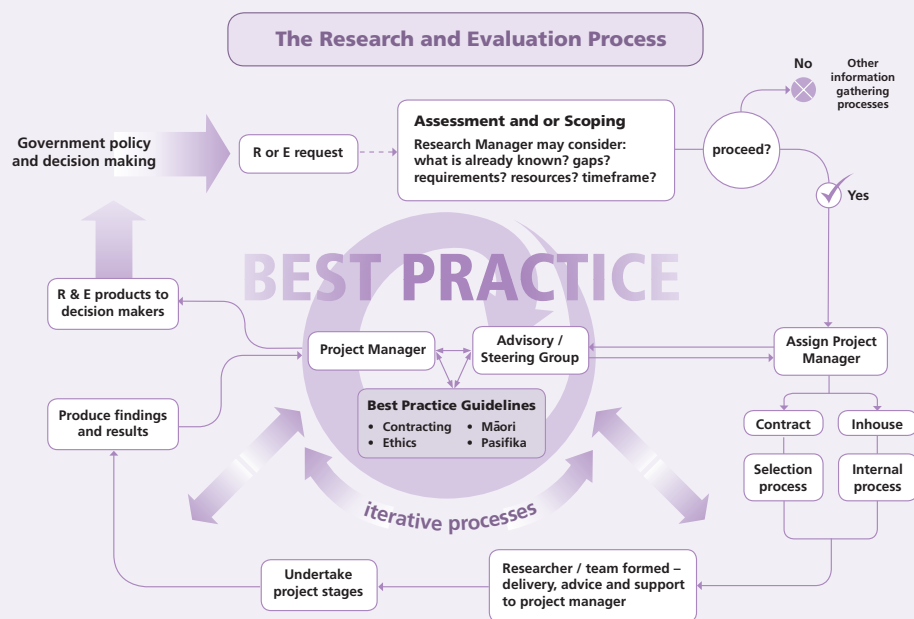 The Research and Evaluation Process
No
Other
information
gathering
processes
Government policy
and decision making
R or E request
Assessment and or Scoping
Research Manager may consider:
what is already known? gaps?
requirements? resources? timeframe?
proceed?
Yes
BEST PRACTICE
R & E products to
decision makers
Project Manager
Advisory /
Steering Group
Assign Project
Manager
Best Practice Guidelines
• Contracting
• Ethics
• Māori
• Pasifika
Produce findings
and results
Contract
Inhouse
Selection
process
Internal
process
iterative processes
Undertake
project stages
Researcher / team formed –
delivery, advice and support
to project manager